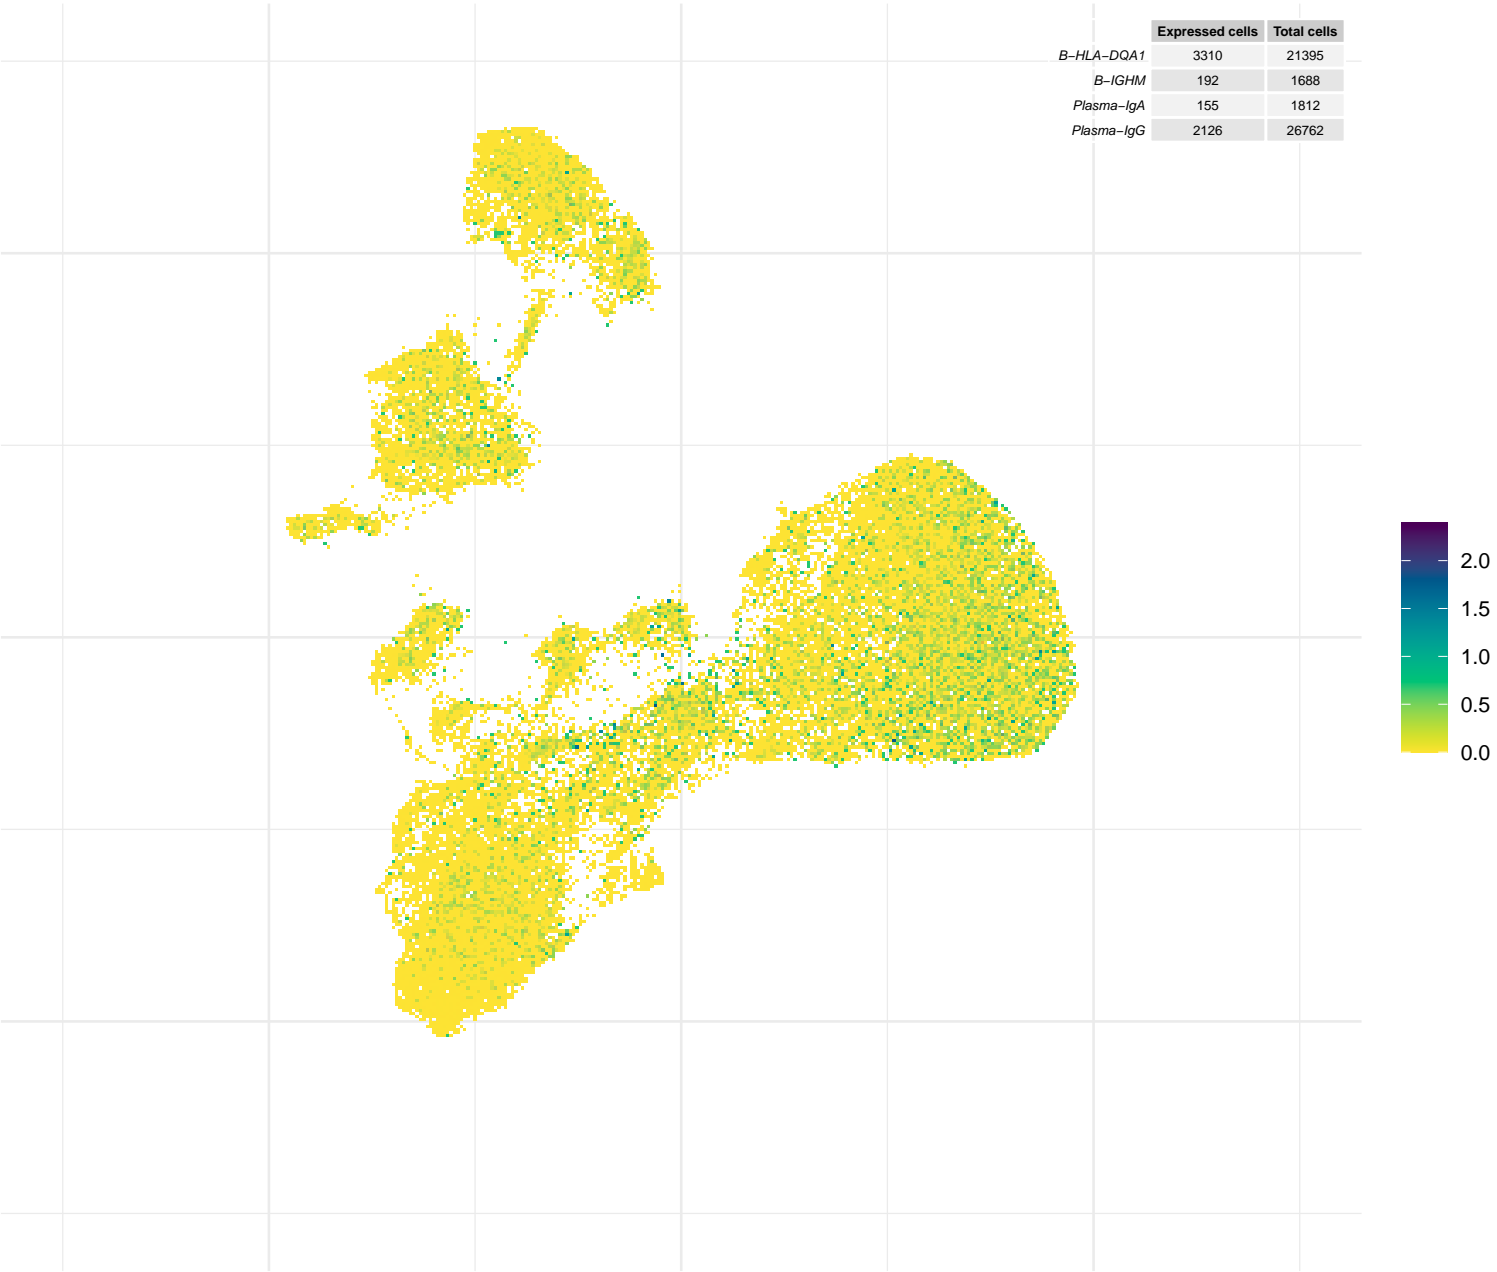 Expressed cells Total cells
B−HLA−DQA1 3310 21395
B−IGHM 192 1688
Plasma−IgA 155 1812
Plasma−IgG 2126 26762
2.0
1.5
1.0
0.5
0.0